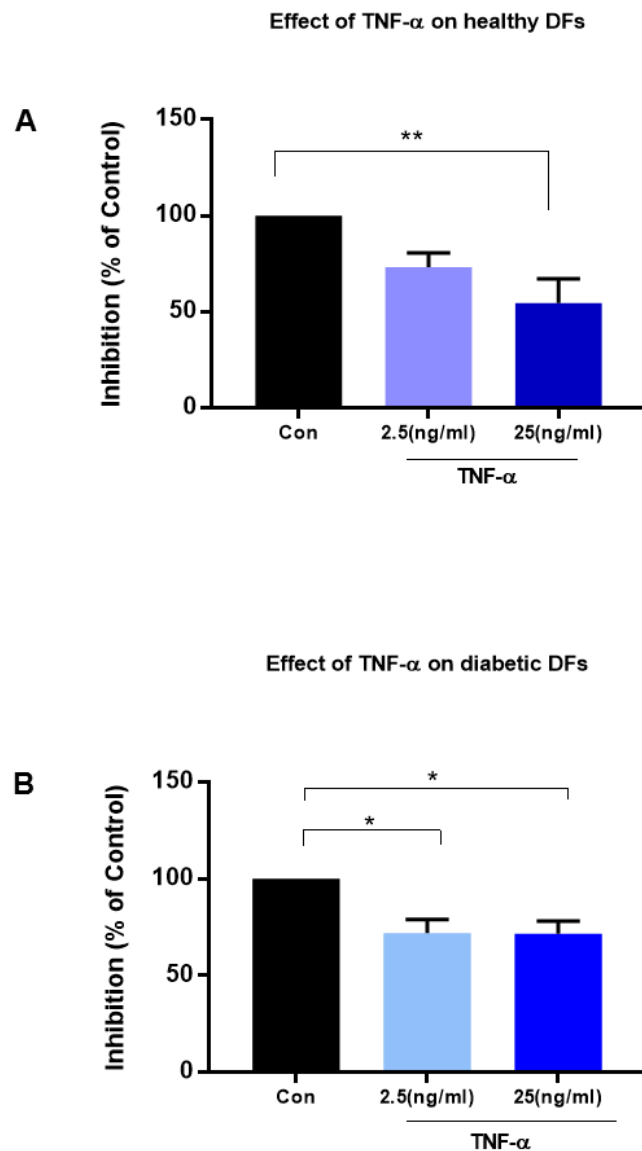 Effect of TNF-α on healthy DFs
A
Inhibition (% of Control)
150
100
50
0
**
Con
2.5(ng/ml)
25(ng/ml)
TNF-α
Effect of TNF-α on diabetic DFs
B
Inhibition (% of Control)
150
100
50
0
*
*
Con
2.5(ng/ml)
25(ng/ml)
TNF-α